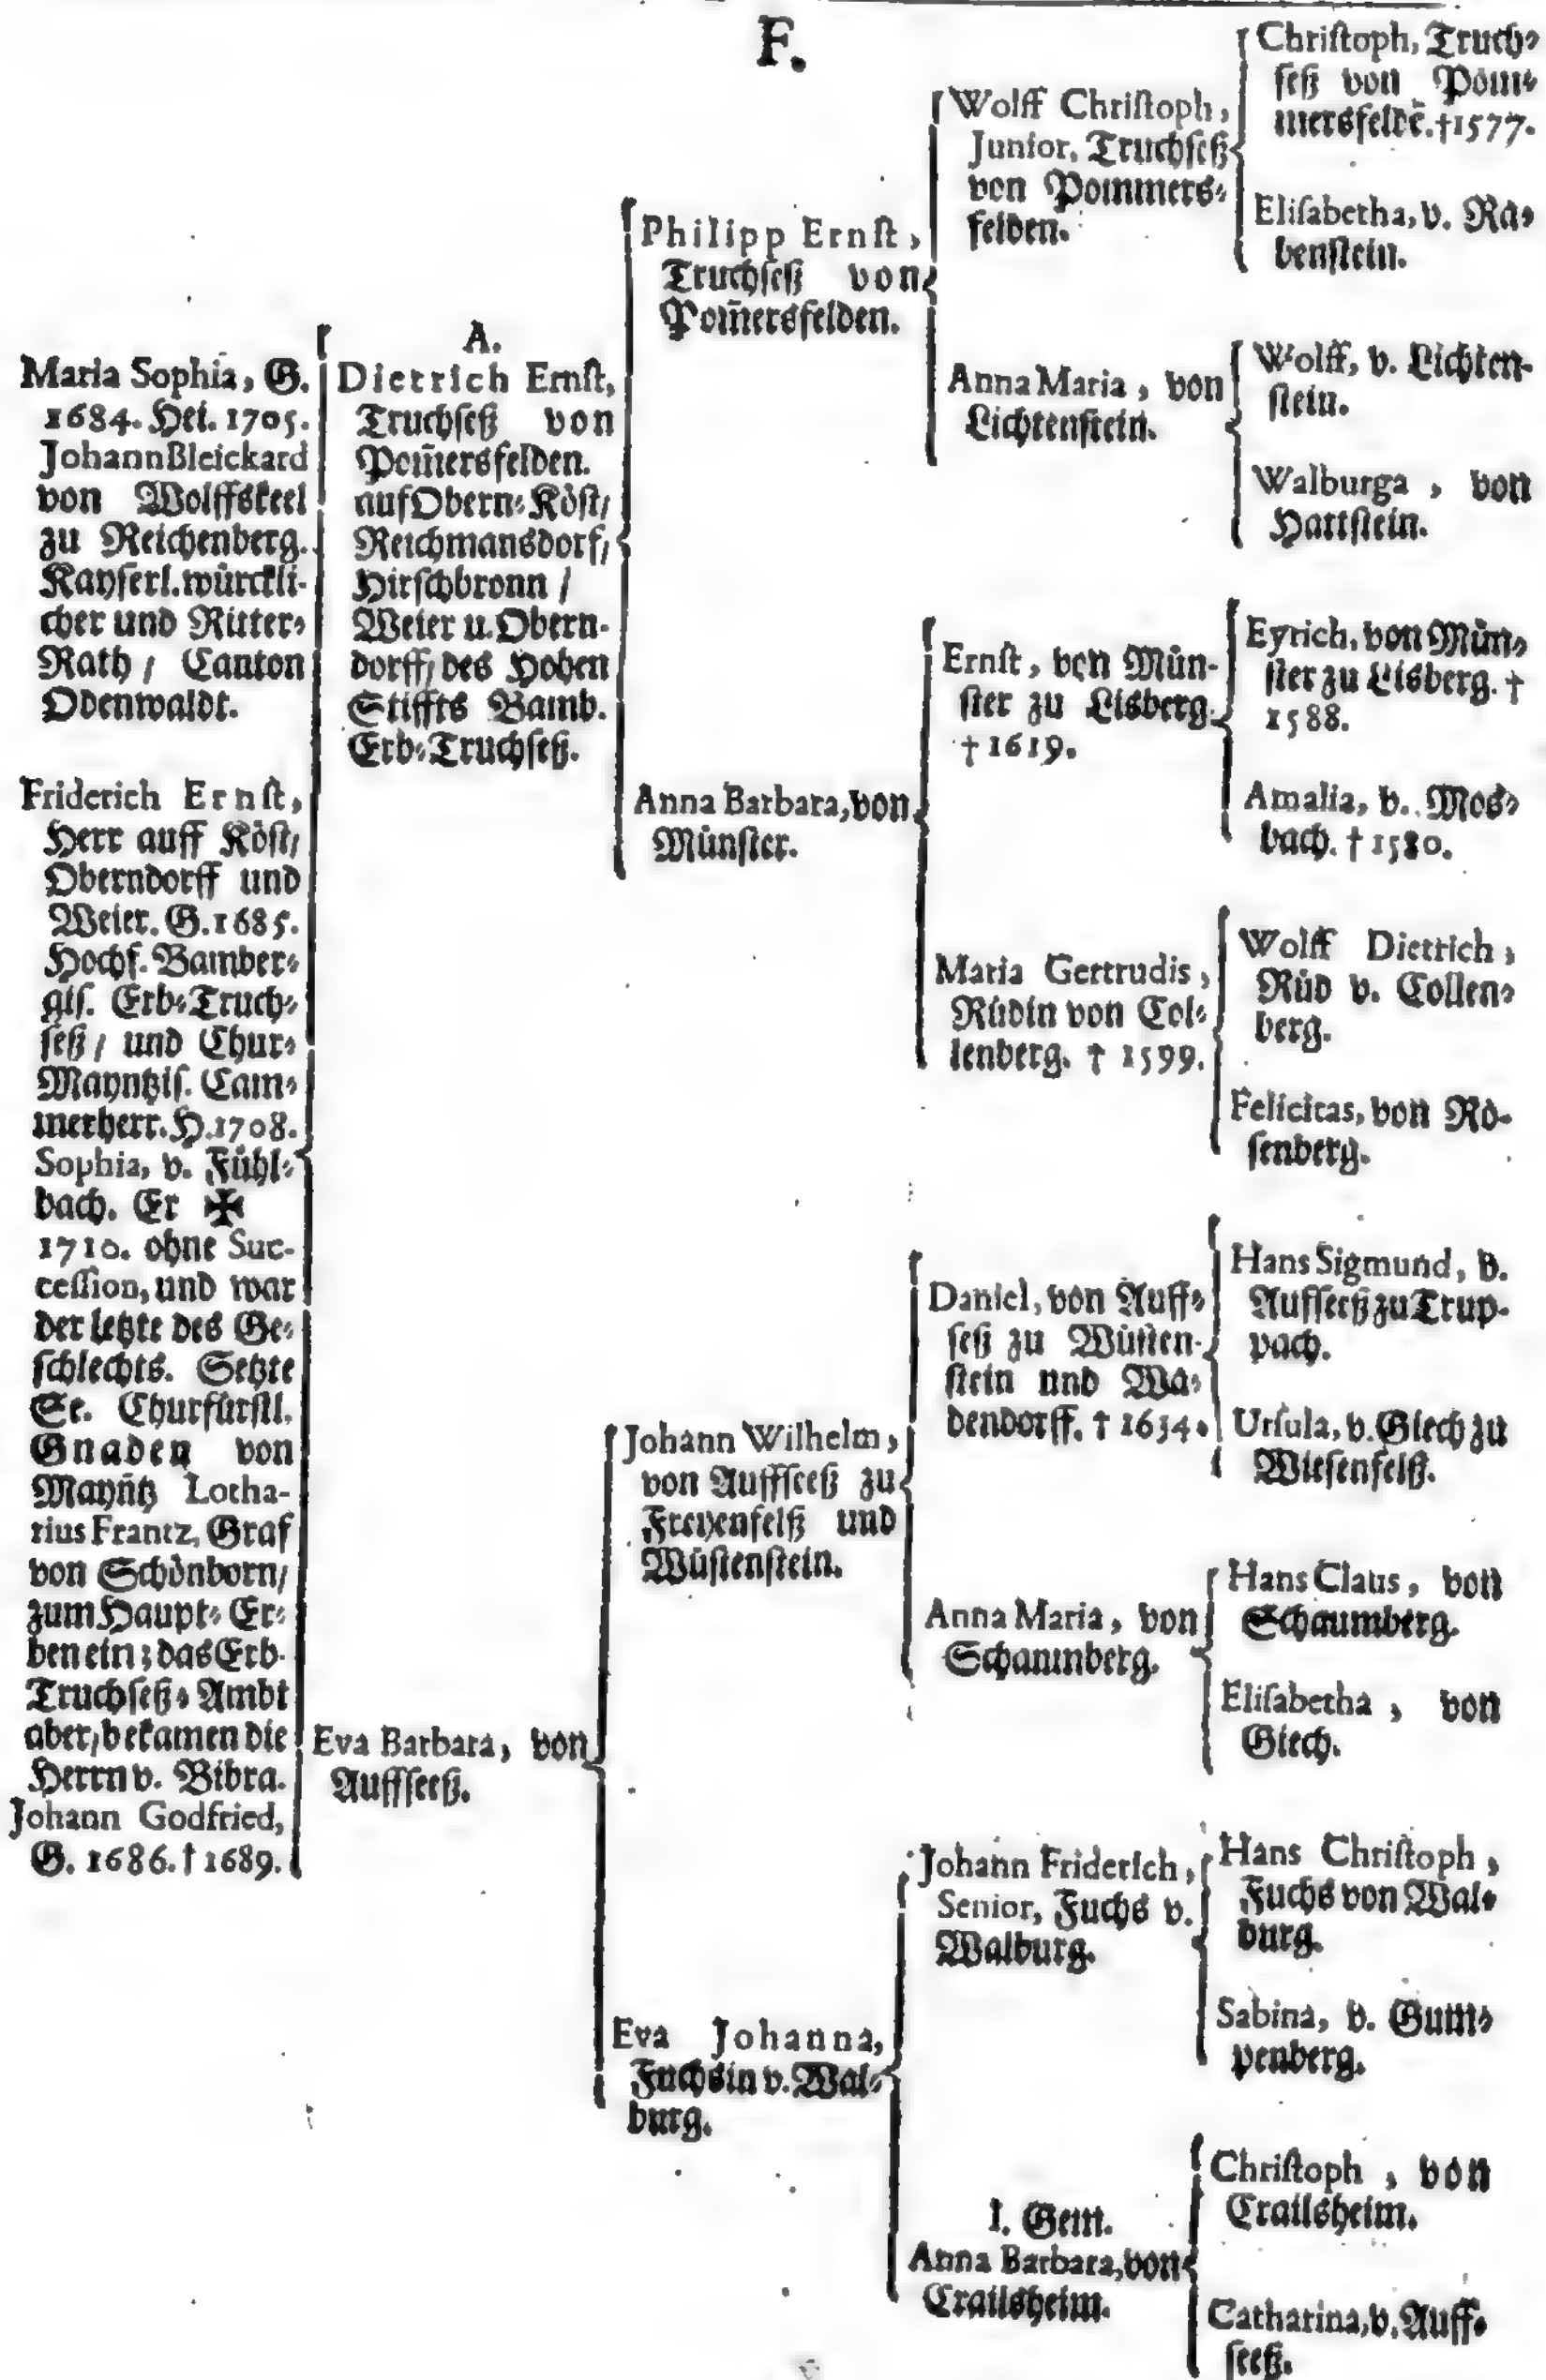 F.
Maria Sophia, G.
1684. Hei. 1705.
Johann Bleickard
von Wolffskeel
zu Reichenberg.
Kayserl. würckli-
cher und Ritter-
Rath / Canton
Odenwaldt.
Friderich Ernst,
Herr auff Köst /
Oberndorff und
Weier. G. 1685.
Hochf. Bamber-
gis. Erb-Truch-
seß / und Chur-
Mayntzis. Cam-
merherr. H. 1708.
Sophia, v. Fühl-
bach. Er ✠
1710. ohne Suc-
cession, und war
der letzte des Ge-
schlechts. Setzte
Se. Churfürstl.
Gnaden von
Mayñtz Lotha-
rius Frantz, Graf
von Schönborn /
zum Haupt-Er-
ben ein; das Erb-
Truchseß-Ambt
aber / bekamen die
Herrn v. Bibra.
Johann Godfried,
G. 1686. † 1689.
A.
Dietrich Ernst,
Truchseß von
Pom̃ersfelden.
auf Obern-Köst /
Reichmansdorf /
Hirschbronn /
Weier u. Obern-
dorff / des Hohen
Stiffts Bamb.
Erb-Truchseß.
Eva Barbara, von
Auffseeß.
Philipp Ernst,
Truchseß von
Pom̃ersfelden.
Anna Barbara, von
Münster.
Johann Wilhelm,
von Auffseeß zu
Freyenfelß und
Wüstenstein.
Eva Johanna,
Fuchsin v. Wal-
burg.
Wolff Christoph,
Junior, Truchseß
von Pommers-
felden.
Anna Maria, von
Lichtenstein.
Ernst, von Mün-
ster zu Lisberg.
† 1619.
Maria Gertrudis,
Rüdin von Col-
lenberg. † 1599.
Daniel, von Auff-
seß zu Wüsten-
stein und Wa-
dendorff. † 1634.
Anna Maria, von
Schaumberg.
Johann Friderich,
Senior, Fuchs v.
Walburg.
I. Gem.
Anna Barbara, von
Crailsheim.
Christoph, Truch-
seß von Pom-
mersfeldẽ. † 1577.
Elisabetha, v. Ra-
benstein.
Wolff, v. Lichten-
stein.
Walburga, von
Hattstein.
Eyrich, von Mün-
ster zu Lisberg. †
1588.
Amalia, v. Mos-
bach. † 1580.
Wolff Dietrich,
Rüd v. Collen-
berg.
Felicitas, von Ro-
senberg.
Hans Sigmund, v.
Auffseeß zu Trup-
pach.
Ursula, v. Giech zu
Wiesenfelß.
Hans Claus, von
Schaumberg.
Elisabetha, von
Giech.
Hans Christoph,
Fuchs von Wal-
burg.
Sabina, v. Gum-
penberg.
Christoph, von
Crailsheim.
Catharina, v. Auff-
seeß.